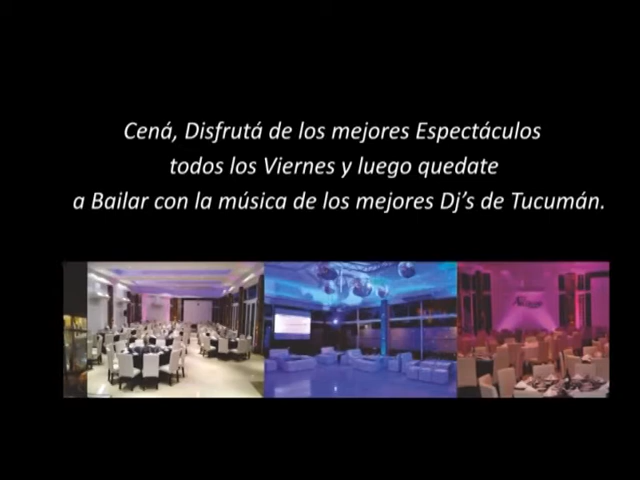 Cená, Disfrutá de los mejores Espectáculos
todos los Viernes y luego quedate
a Bailar con la música de los mejores Dj's de Tucumán.